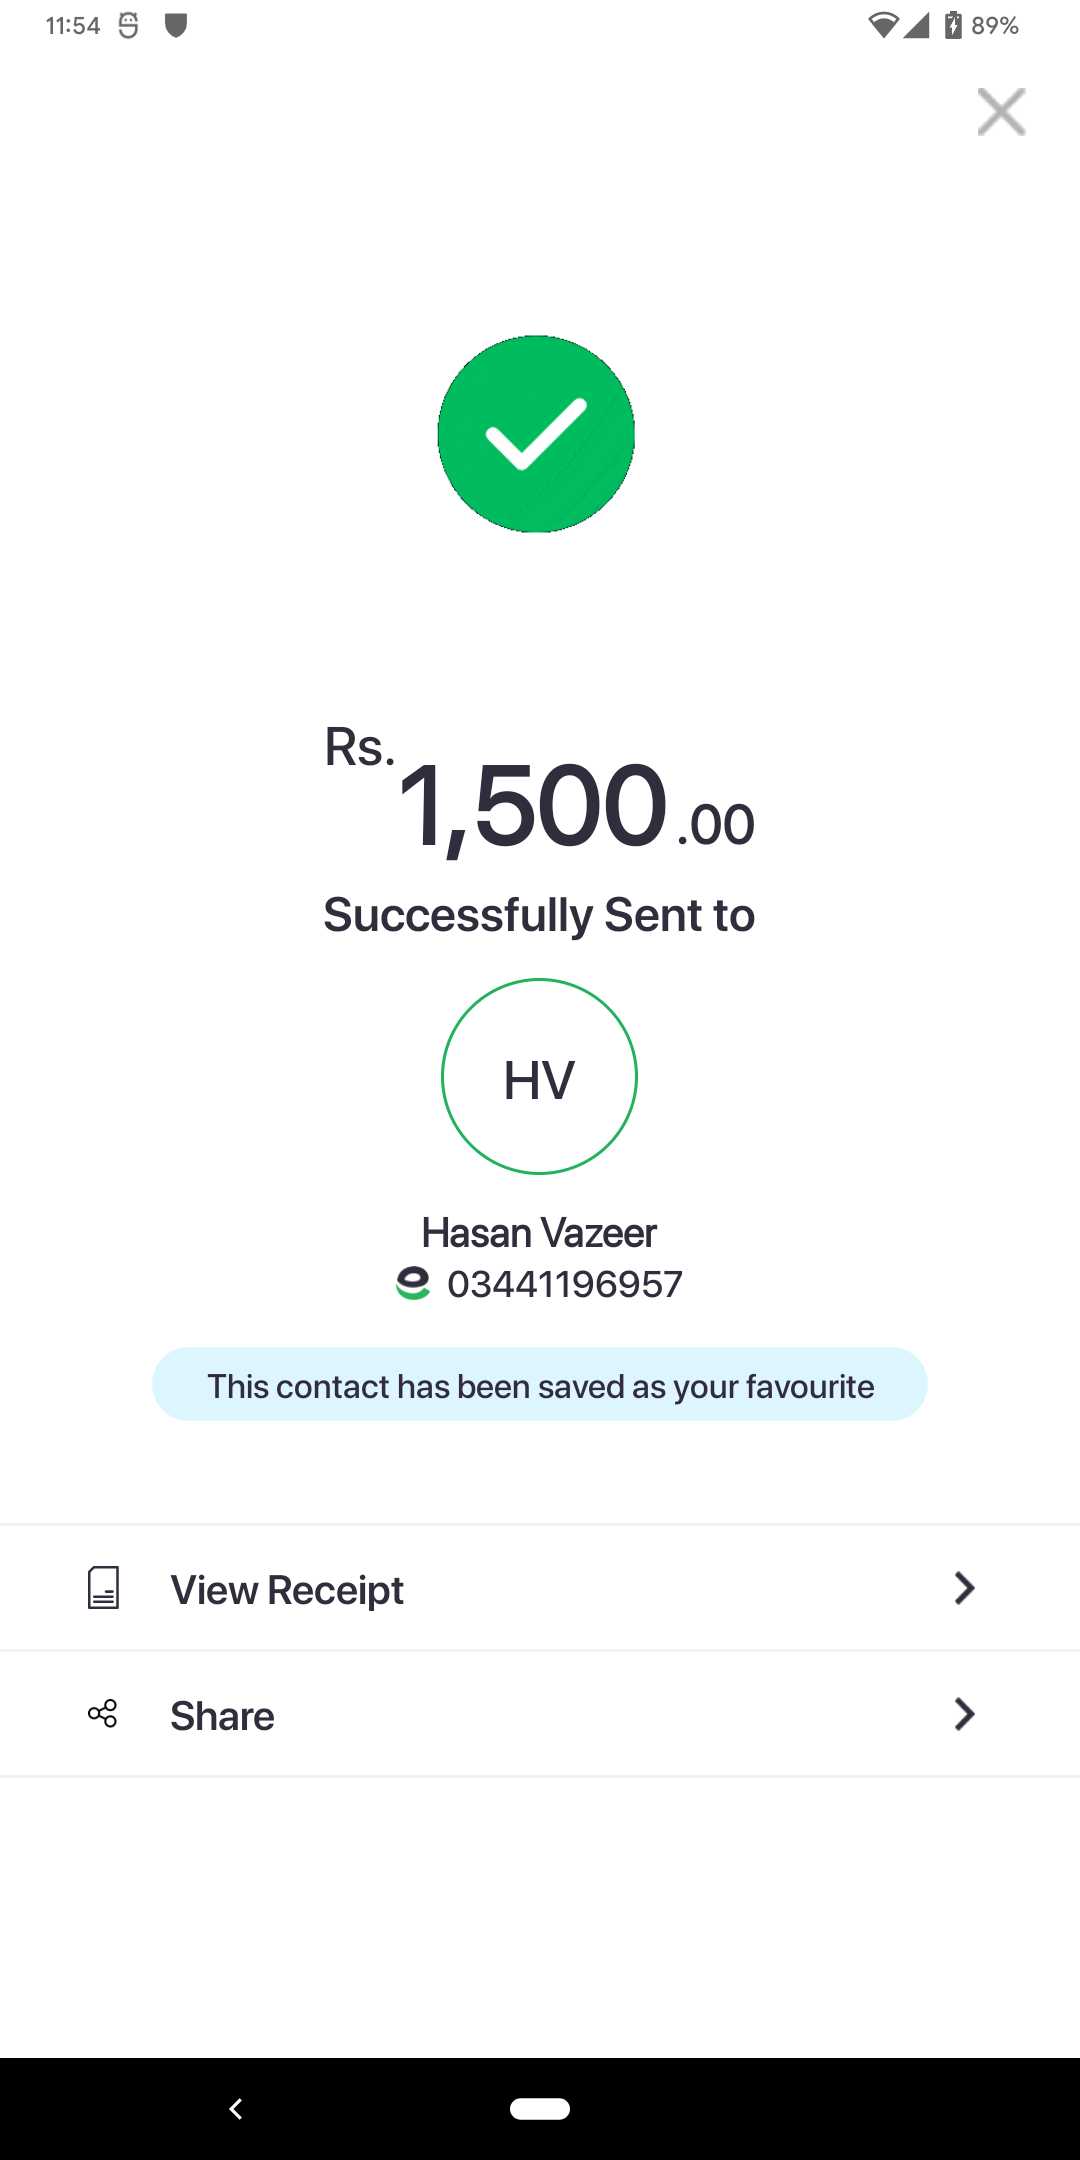 11:54
89%
Rs. 1,500.00
Successfully Sent to
HV
Hasan Vazeer
03441196957
This contact has been saved as your favourite
View Receipt
Share